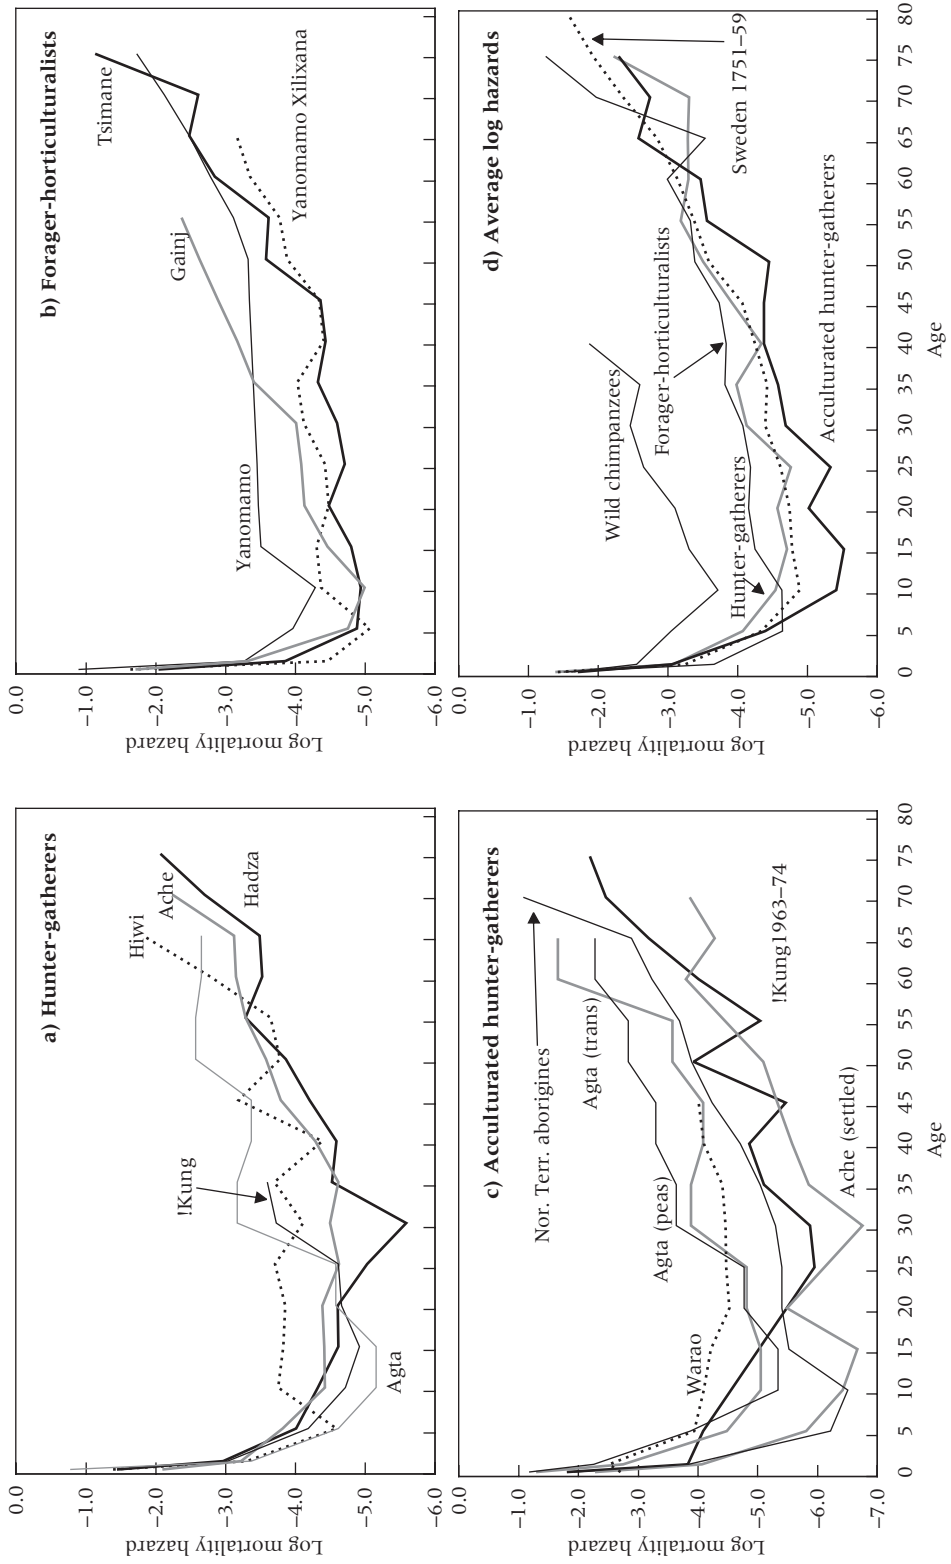 a) Hunter-gatherers
Log mortality hazard
0.0
−1.0
−2.0
−3.0
−4.0
−5.0
−6.0
Hiwi
Ache
Hadza
!Kung
Agta
b) Forager-horticulturalists
Log mortality hazard
0.0
−1.0
−2.0
−3.0
−4.0
−5.0
−6.0
Tsimane
Gainj
Yanomamo Xilixana
Yanomamo
c) Acculturated hunter-gatherers
Log mortality hazard
0.0
−1.0
−2.0
−3.0
−4.0
−5.0
−6.0
−7.0
Nor. Terr. aborigines
Agta (trans)
Agta (peas)
Warao
!Kung1963–74
Ache (settled)
0 5 10 15 20 25 30 35 40 45 50 55 60 65 70 75 80
Age
d) Average log hazards
Log mortality hazard
0.0
−1.0
−2.0
−3.0
−4.0
−5.0
−6.0
Sweden 1751–59
Wild chimpanzees
Forager-horticulturalists
Hunter-gatherers
Acculturated hunter-gatherers
0 5 10 15 20 25 30 35 40 45 50 55 60 65 70 75 80
Age